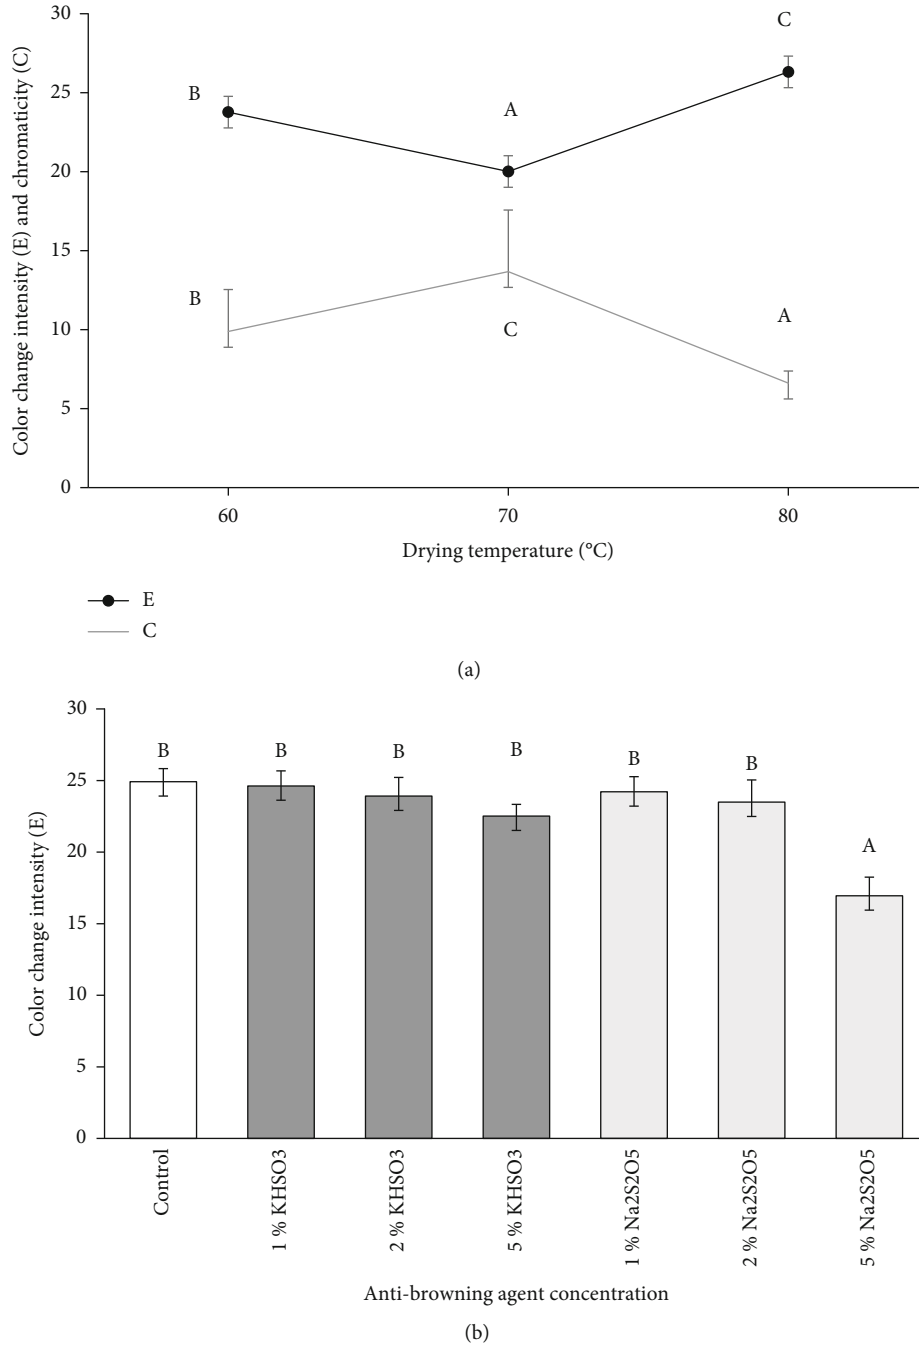 Color change intensity (E) and chromaticity (C)
30
25
20
15
10
5
0
B
A
C
B
C
A
60
70
80
Drying temperature (°C)
E
C
(a)
Color change intensity (E)
30
25
20
15
10
5
0
B
B
B
B
B
B
A
Control
1 % KHSO3
2 % KHSO3
5 % KHSO3
1 % Na2S2O5
2 % Na2S2O5
5 % Na2S2O5
Anti-browning agent concentration
(b)